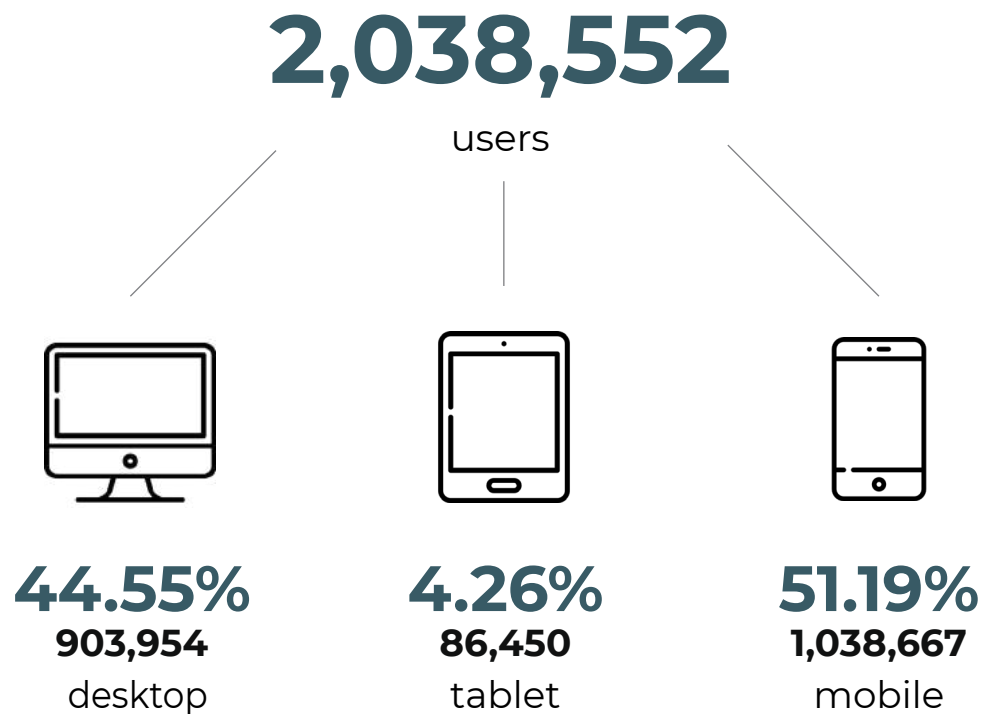 2,038,552
users
44.55%
903,954
desktop
4.26%
86,450
tablet
51.19%
1,038,667
mobile